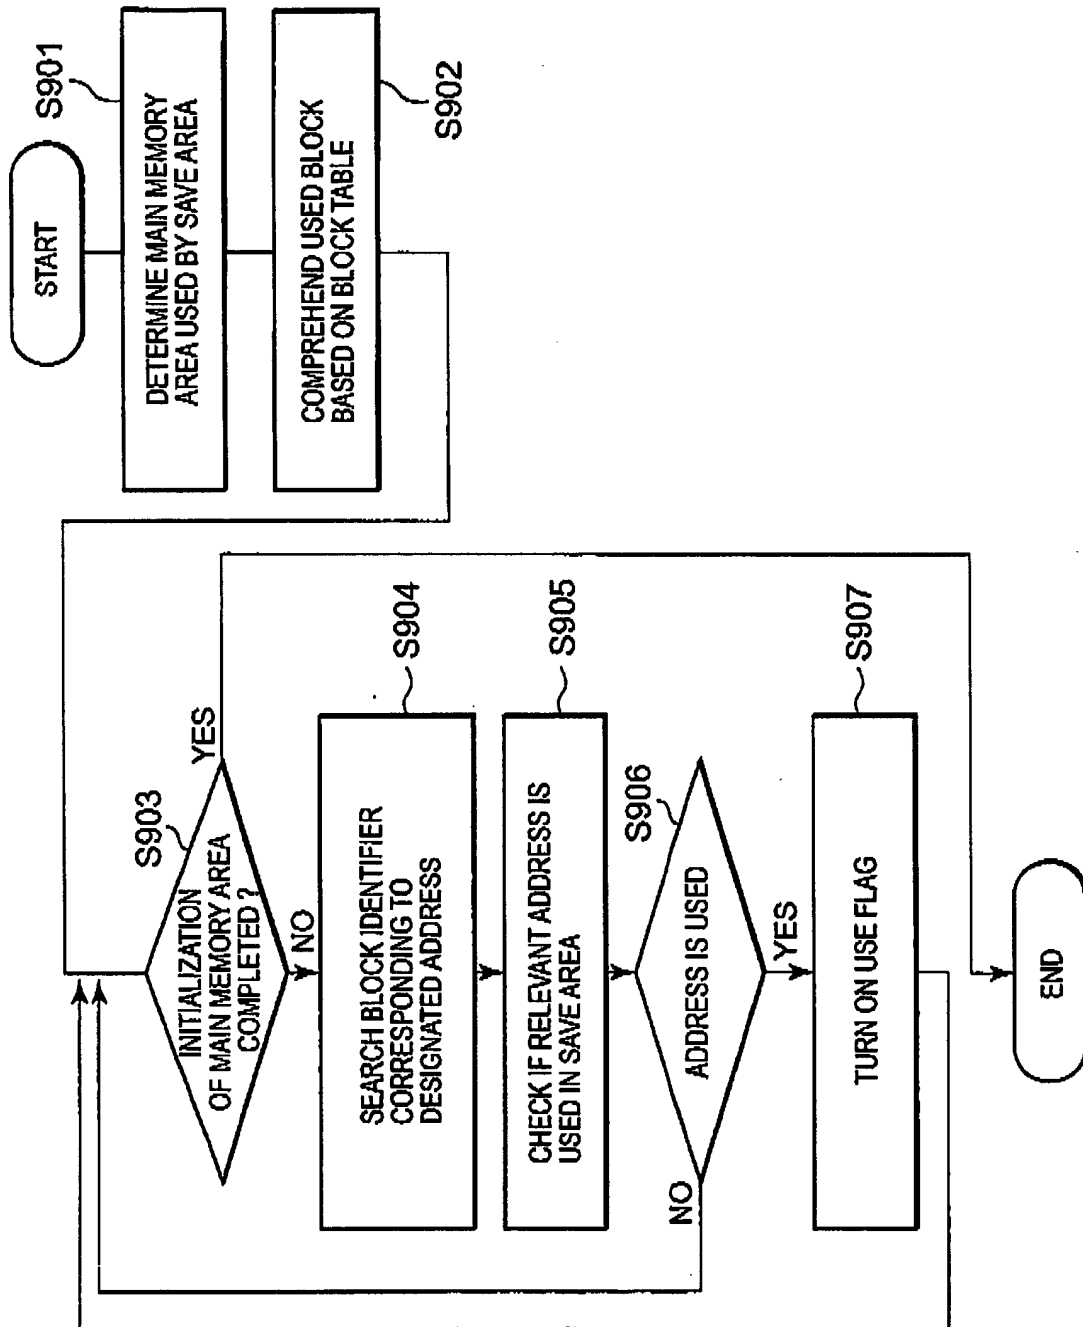 START
S901
DETERMINE MAIN MEMORY
AREA USED BY SAVE AREA
S902
COMPREHEND USED BLOCK
BASED ON BLOCK TABLE
S903
INITIALIZATION
OF MAIN MEMORY AREA
COMPLETED ?
YES
NO
S904
SEARCH BLOCK IDENTIFIER
CORRESPONDING TO
DESIGNATED ADDRESS
S905
CHECK IF RELEVANT ADDRESS IS
USED IN SAVE AREA
S906
ADDRESS IS USED
NO
YES
S907
TURN ON USE FLAG
END